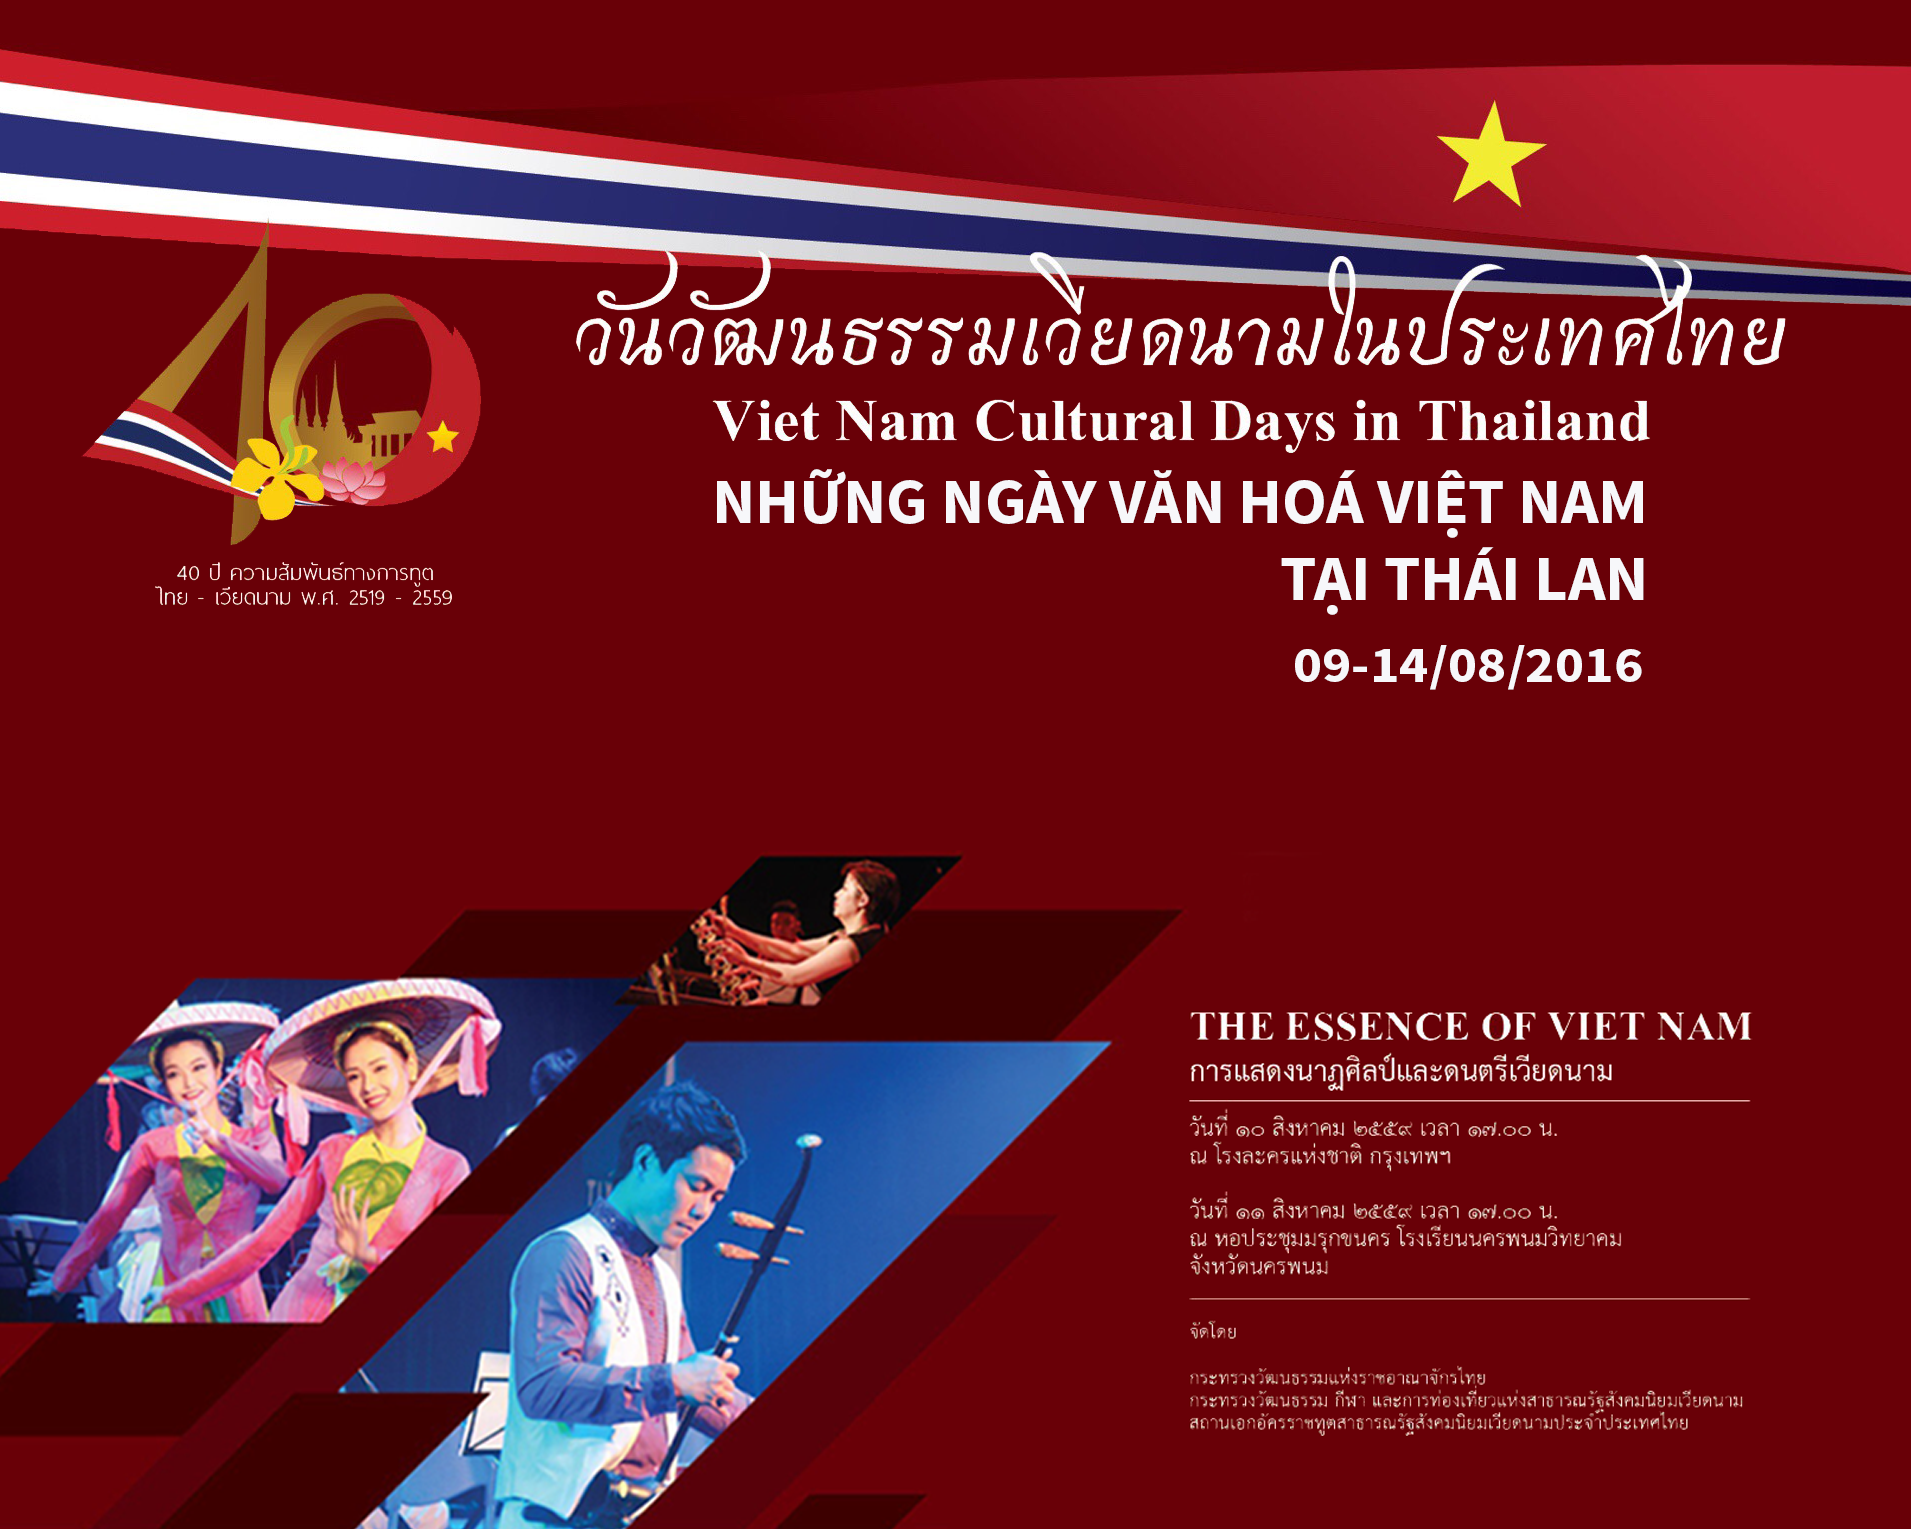 วันวัฒนธรรมเวียดนามในประเทศไทย
Viet Nam Cultural Days in Thailand
NHỮNG NGÀY VĂN HOÁ VIỆT NAM
TẠI THÁI LAN
09-14/08/2016
40 ปี ความสัมพันธ์ทางการทูต
ไทย - เวียดนาม พ.ศ. 2519 - 2559
THE ESSENCE OF VIET NAM
การแสดงนาฏศิลป์และดนตรีเวียดนาม
วันที่ ๑๐ สิงหาคม ๒๕๕๙ เวลา ๑๗.๐๐ น.
ณ โรงละครแห่งชาติ กรุงเทพฯ
วันที่ ๑๑ สิงหาคม ๒๕๕๙ เวลา ๑๗.๐๐ น.
ณ หอประชุมมรุกขนคร โรงเรียนนครพนมวิทยาคม
จังหวัดนครพนม
จัดโดย
กระทรวงวัฒนธรรมแห่งราชอาณาจักรไทย
กระทรวงวัฒนธรรม กีฬา และการท่องเที่ยวแห่งสาธารณรัฐสังคมนิยมเวียดนาม
สถานเอกอัครราชทูตสาธารณรัฐสังคมนิยมเวียดนามประจำประเทศไทย